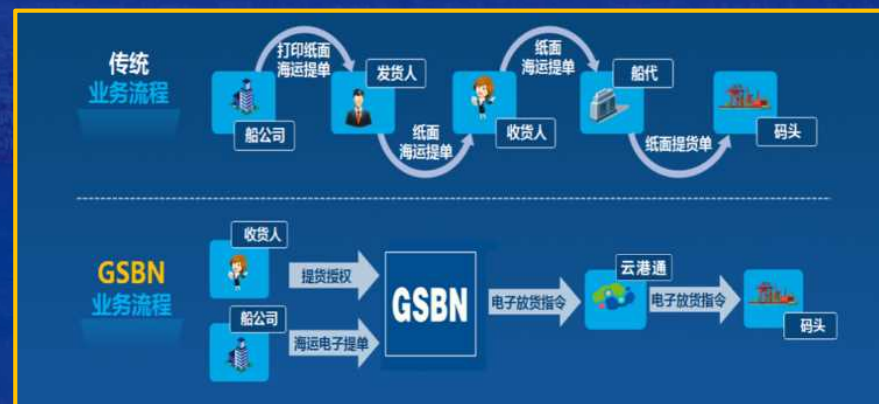 传统
业务流程
打印纸面
海运提单
发货人
纸面
海运提单
船代
船公司
纸面
海运提单
收货人
纸面提货单
码头
GSBN
业务流程
收货人
提货授权
船公司
海运电子提单
GSBN
电子放货指令
云港通
电子放货指令
码头